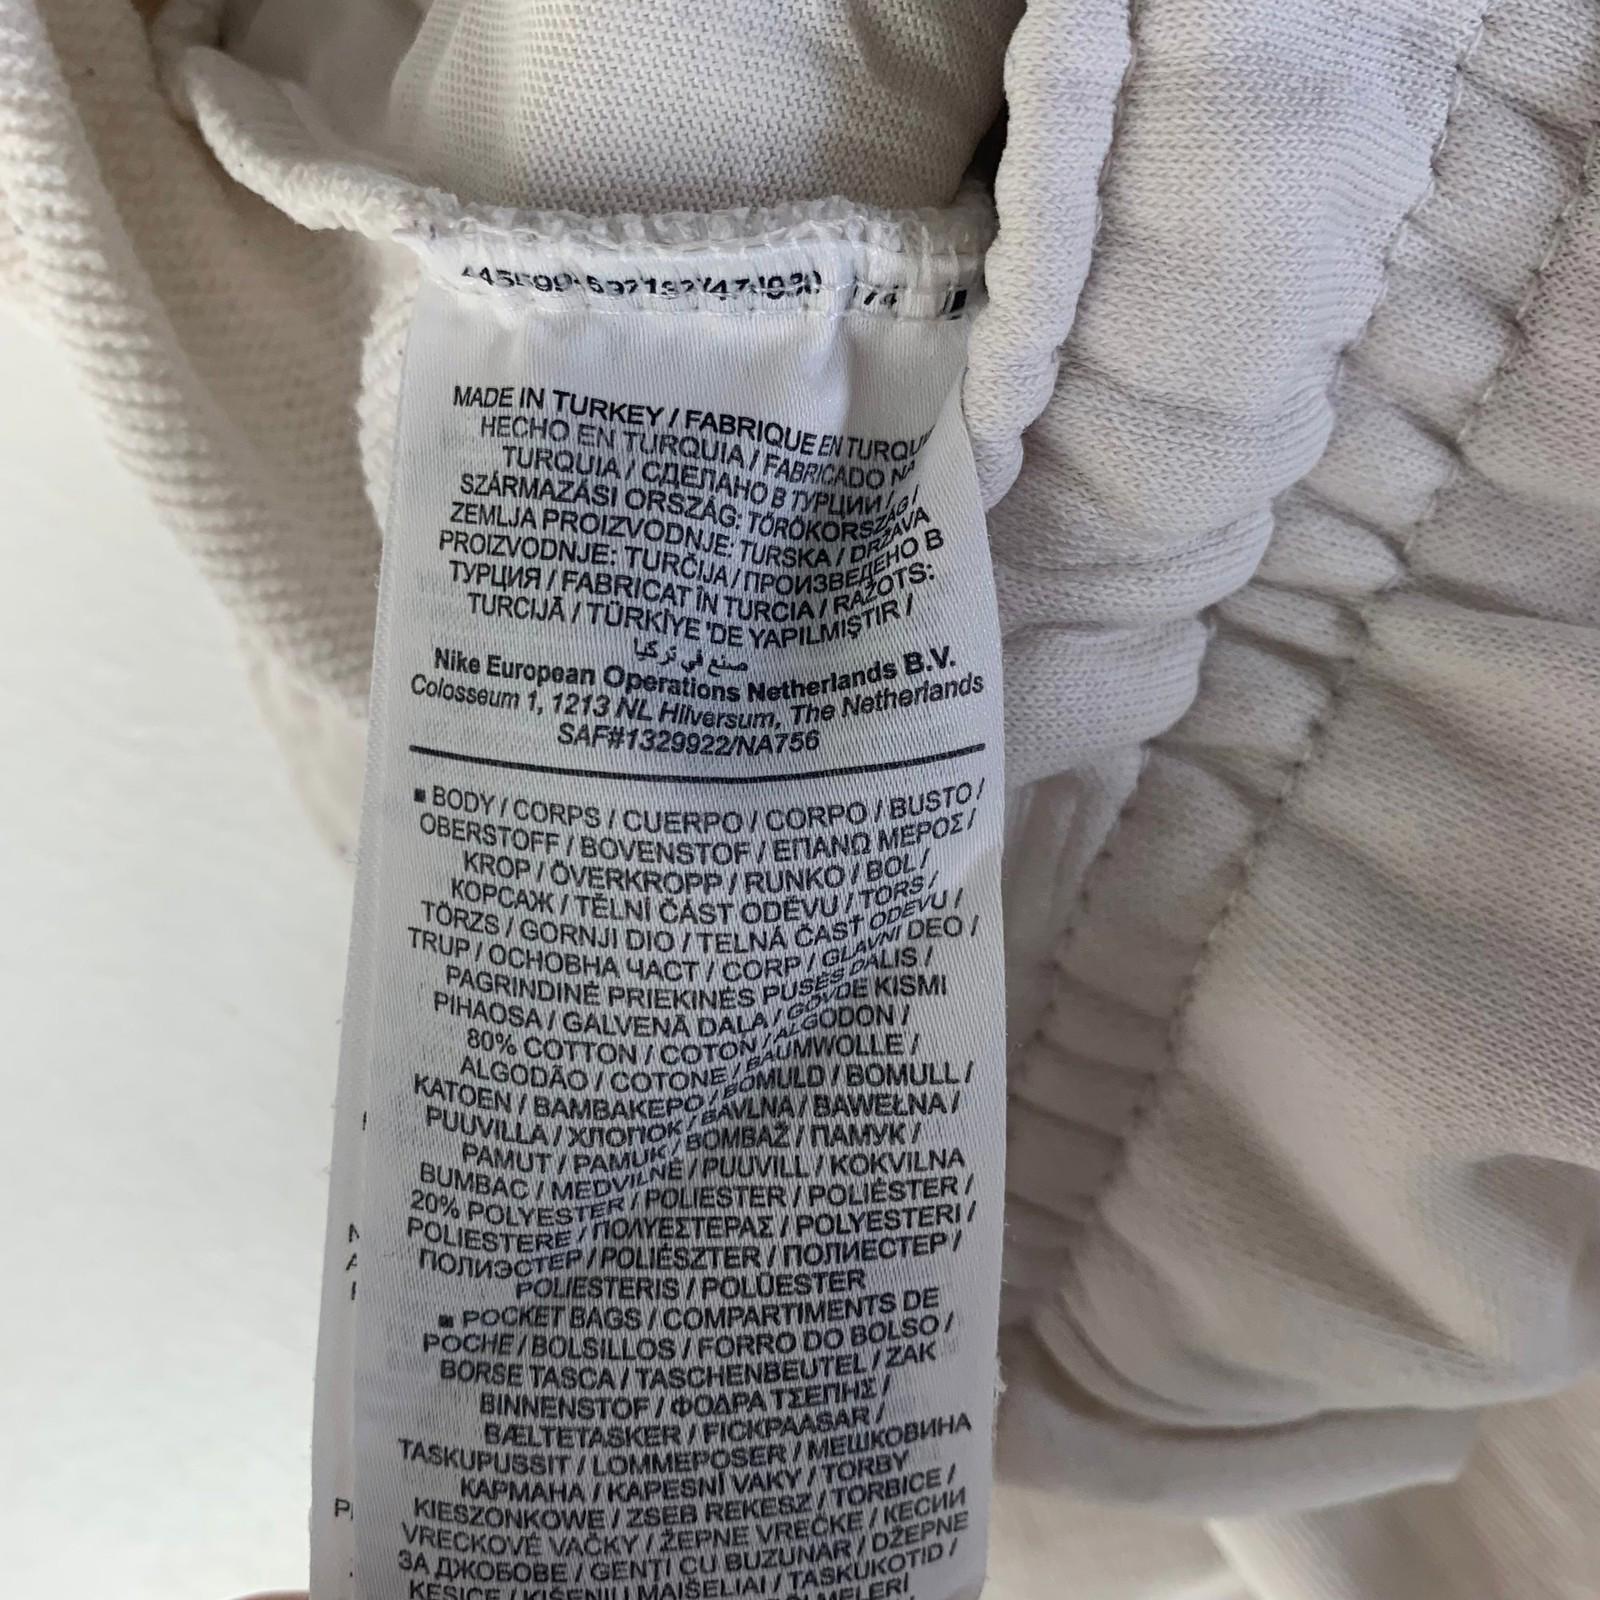 MADE IN TURKEY / FABRIQUE EN
HECHO EN TURQUIA / FABRICADO NA
TURQUIA / СДЕЛАНО В ТУРЦИИ /
SZÁRMAZÁSI ORSZÁG: TÖRÖKORSZÁG /
ZEMLJA PROIZVODNJE: TURSKA / DRŽAVA
PROIZVODNJE: TURČIJA / ПРОИЗВЕДЕНО В
ТУРЦИЯ / FABRICAT ÎN TURCIA / RAŽOTS:
TURCIJĀ / TÜRKİYE 'DE YAPILMIŞTIR /
صنع في تركيا
Nike European Operations Netherlands B.V.
Colosseum 1, 1213 NL Hilversum, The Netherlands
SAF#1329922/NA756
■ BODY / CORPS / CUERPO / CORPO / BUSTO /
OBERSTOFF / BOVENSTOF / ΕΠΑΝΩ ΜΕΡΟΣ /
KROP / ÖVERKROPP / RUNKO / BOL /
КОРСАЖ / TĚLNÍ ČÁST ODĚVU / TORS /
TÖRZS / GORNJI DIO / TELNÁ ČASŤ ODEVU /
TRUP / ОСНОВНА ЧАСТ / CORP / GLAVNI DEO /
PAGRINDINĖ PRIEKINĖS PUSĖS DALIS /
PIHAOSA / GALVENĀ DAĻA / GÖVDE KISMI
80% COTTON / COTON / ALGODON /
ALGODÃO / COTONE / BAUMWOLLE /
KATOEN / ΒΑΜΒΑΚΕΡΟ / BOMULD / BOMULL /
PUUVILLA / ХЛОПОК / BAVLNA / BAWEŁNA /
PAMUT / PAMUK / BOMBAŽ / ПАМУК /
BUMBAC / MEDVILNĖ / PUUVILL / KOKVILNA
20% POLYESTER / POLIESTER / POLIÉSTER /
POLIESTERE / ΠΟΛΥΕΣΤΕΡΑΣ / POLYESTERI /
ПОЛИЭСТЕР / POLIÉSZTER / ПОЛИЕСТЕР /
POLIESTERIS / POLÜESTER
■ POCKET BAGS / COMPARTIMENTS DE
POCHE / BOLSILLOS / FORRO DO BOLSO /
BORSE TASCA / TASCHENBEUTEL / ZAK
BINNENSTOF / ΦΟΔΡΑ ΤΣΕΠΗΣ /
BÆLTETASKER / FICKPÅSAR /
TASKUPUSSIT / LOMMEPOSER / МЕШКОВИНА
КАРМАНА / KAPESNÍ VAKY / TORBY
KIESZONKOWE / ZSEB REKESZ / TORBICE /
VRECKOVÉ VAČKY / ŽEPNE VREČKE / КЕСИИ
ЗА ДЖОБОВЕ / GENȚI CU BUZUNAR / DŽEPNE
KESICE / KIŠENIŲ MAIŠELIAI / TASKUKOTID /